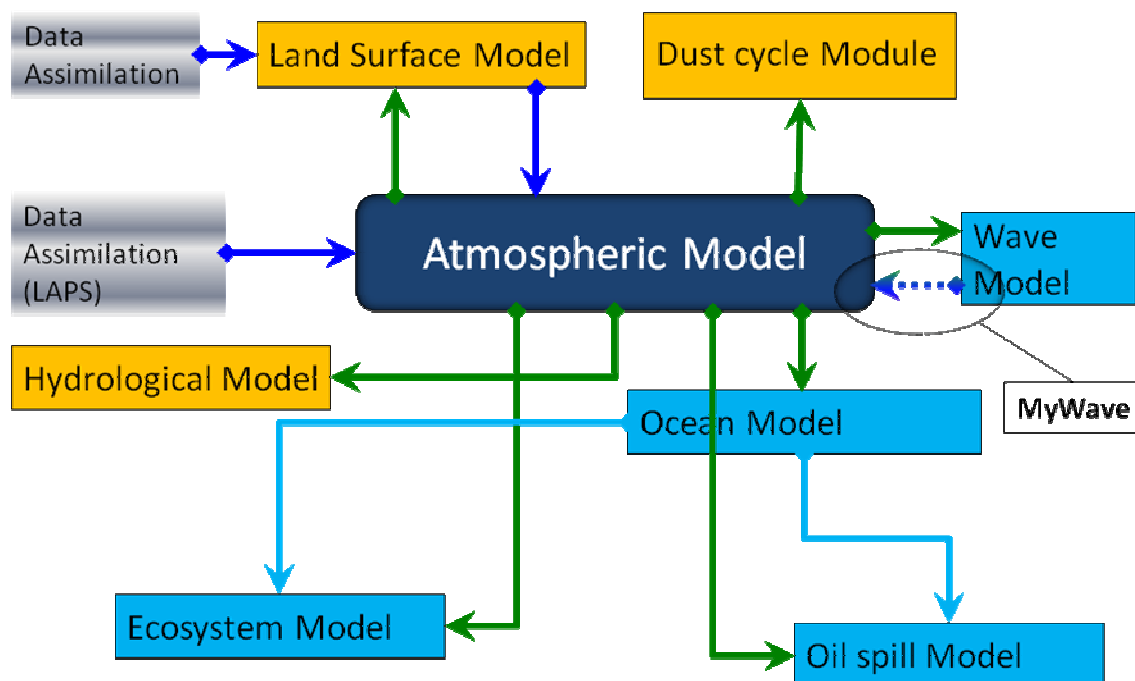 Data
Assimilation
Land Surface Model
Dust cycle Module
Data
Assimilation
(LAPS)
Atmospheric Model
Wave
Model
Hydrological Model
MyWave
Ocean Model
Ecosystem Model
Oil spill Model